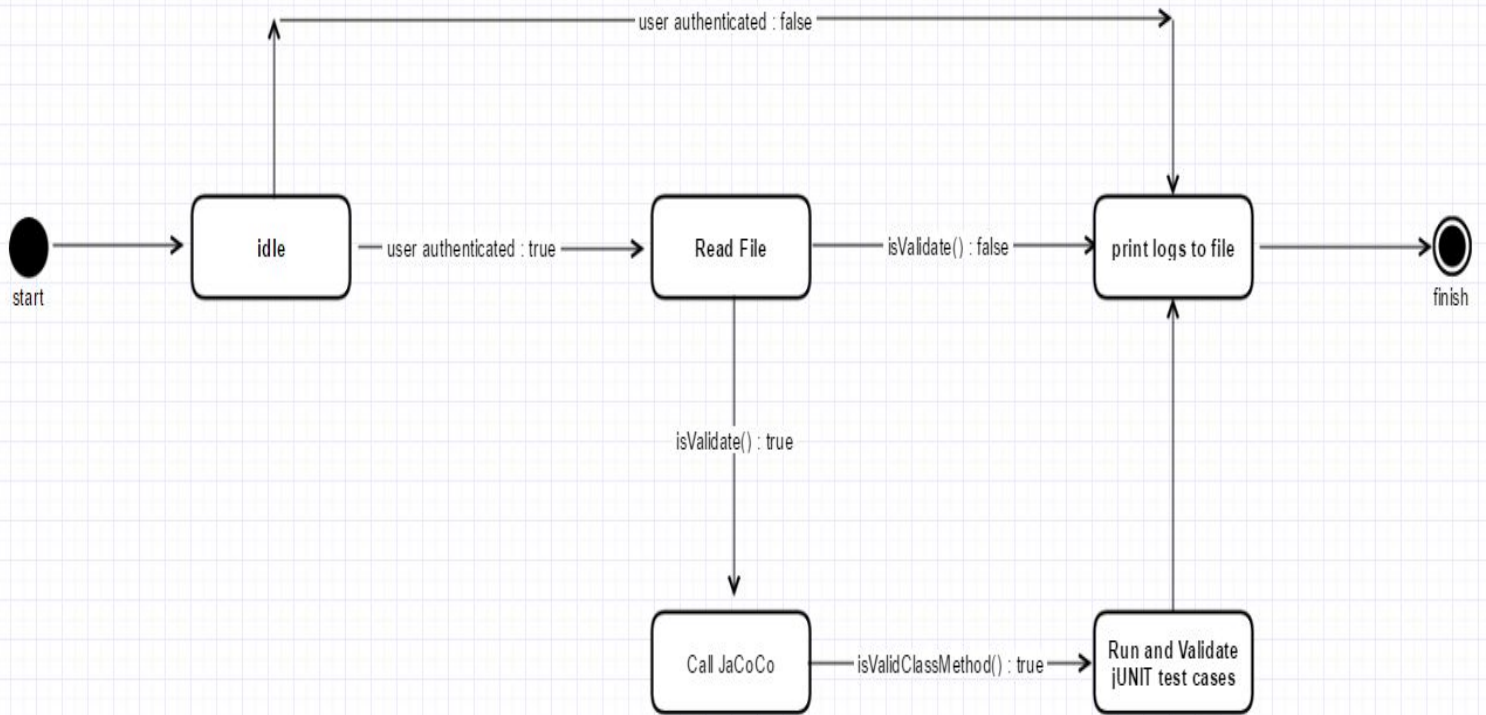 user authenticated : false
start
idle
user authenticated : true
Read File
isValidate() : false
print logs to file
finish
isValidate() : true
Call JaCoCo
isValidClassMethod() : true
Run and Validate
jUNIT test cases